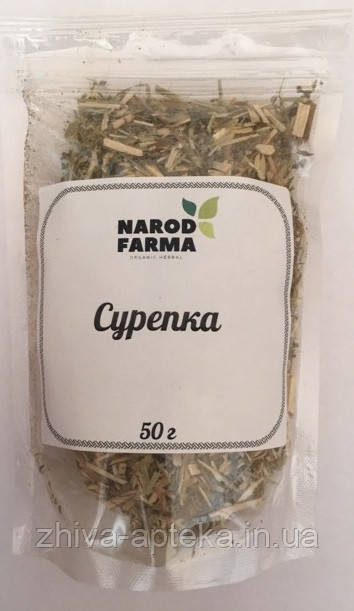 NAROD
FARMA
ORGANIC HERBAL
Сурепка
50 г
zhiva-apteka.in.ua